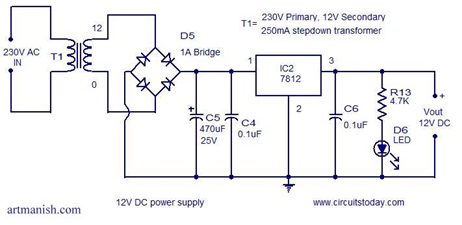 T1= 230V Primary, 12V Secondary
250mA stepdown transformer
230V AC
IN
T1
12
0
D5
1A Bridge
1
IC2
7812
3
2
C5
470uF
25V
C4
0.1uF
C6
0.1uF
R13
4.7K
D6
LED
+
Vout
12V DC
-
artmanish.com
12V DC power supply
www.circuitstoday.com